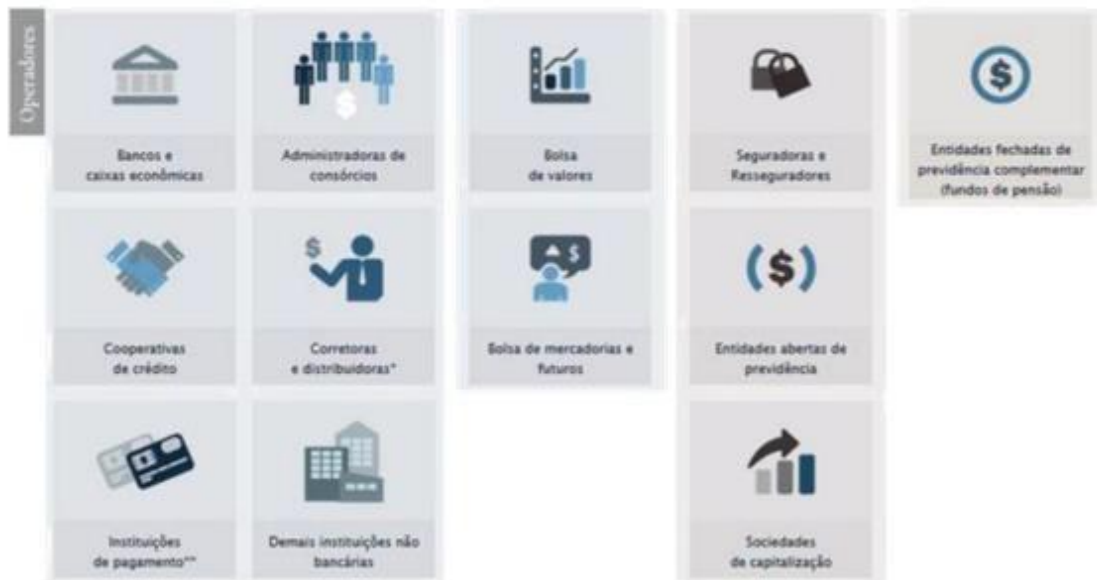 Operadores
Bancos e
caixas econômicas
Administradoras de
consórcios
Bolsa
de valores
Seguradoras e
Resseguradores
Entidades fechadas de
previdência complementar
(fundos de pensão)
Cooperativas
de crédito
Corretoras
e distribuidoras*
Bolsa de mercadorias e
futuros
Entidades abertas de
previdência
Instituições
de pagamento**
Demais instituições não
bancárias
Sociedades
de capitalização